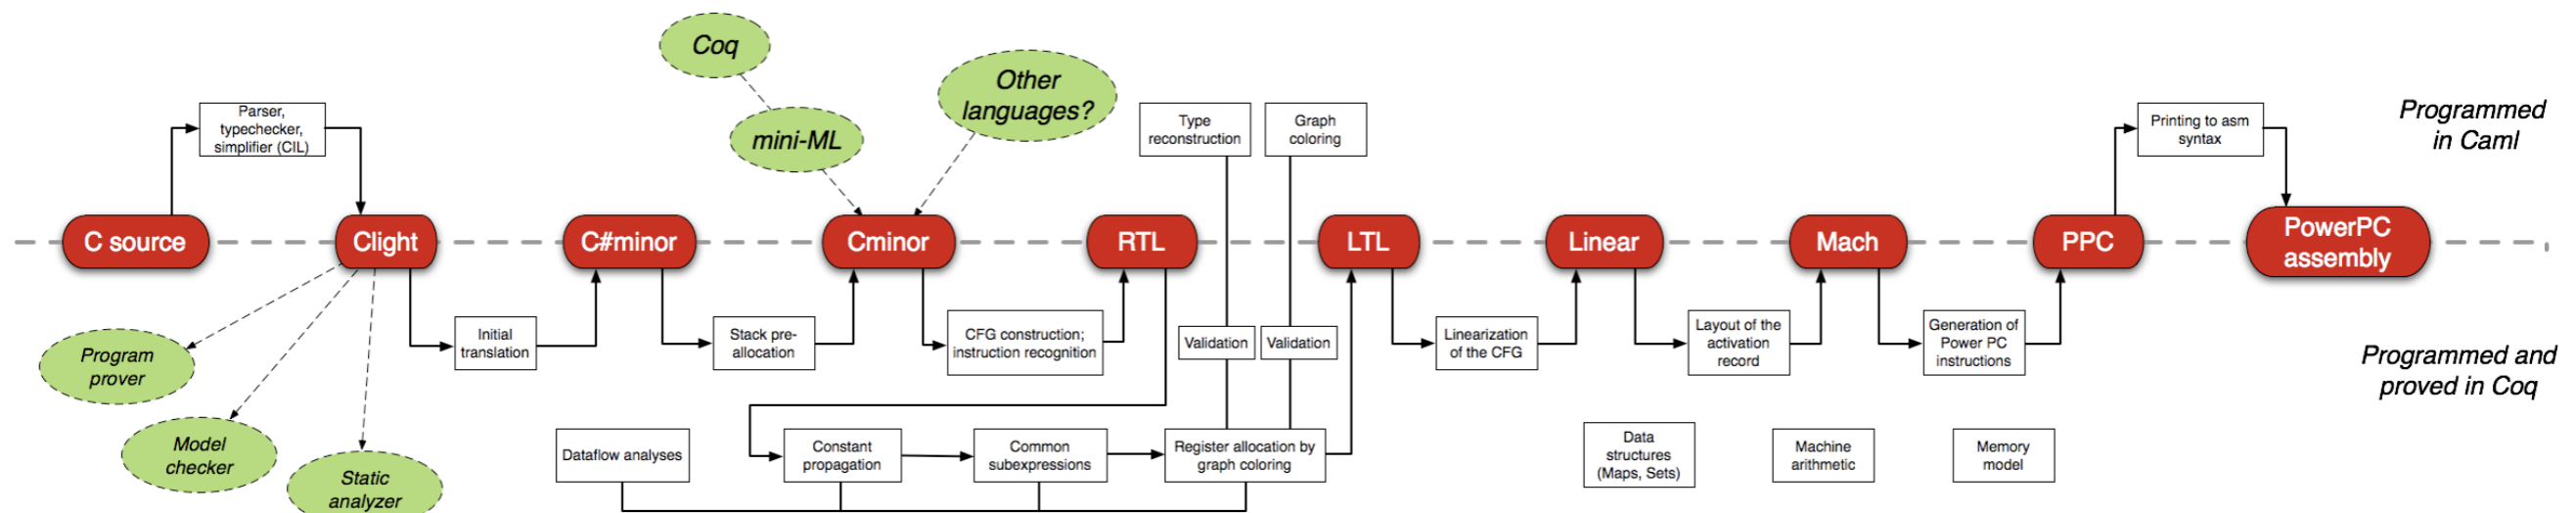 Coq
Other
languages?
mini-ML
Parser,
typechecker,
simplifier (CIL)
Type
reconstruction
Graph
coloring
Printing to asm
syntax
Programmed
in Caml
C source
Clight
C#minor
Cminor
RTL
LTL
Linear
Mach
PPC
PowerPC
assembly
Program
prover
Model
checker
Static
analyzer
Initial
translation
Stack pre-
allocation
CFG construction;
instruction recognition
Validation
Validation
Linearization
of the CFG
Layout of the
activation
record
Generation of
Power PC
instructions
Programmed and
proved in Coq
Dataflow analyses
Constant
propagation
Common
subexpressions
Register allocation by
graph coloring
Data
structures
(Maps, Sets)
Machine
arithmetic
Memory
model